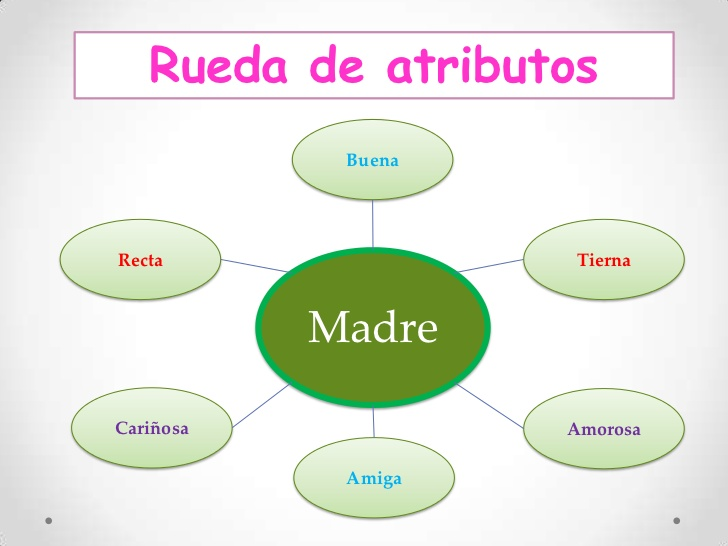 Rueda de atributos
Buena
Recta
Tierna
Madre
Cariñosa
Amorosa
Amiga